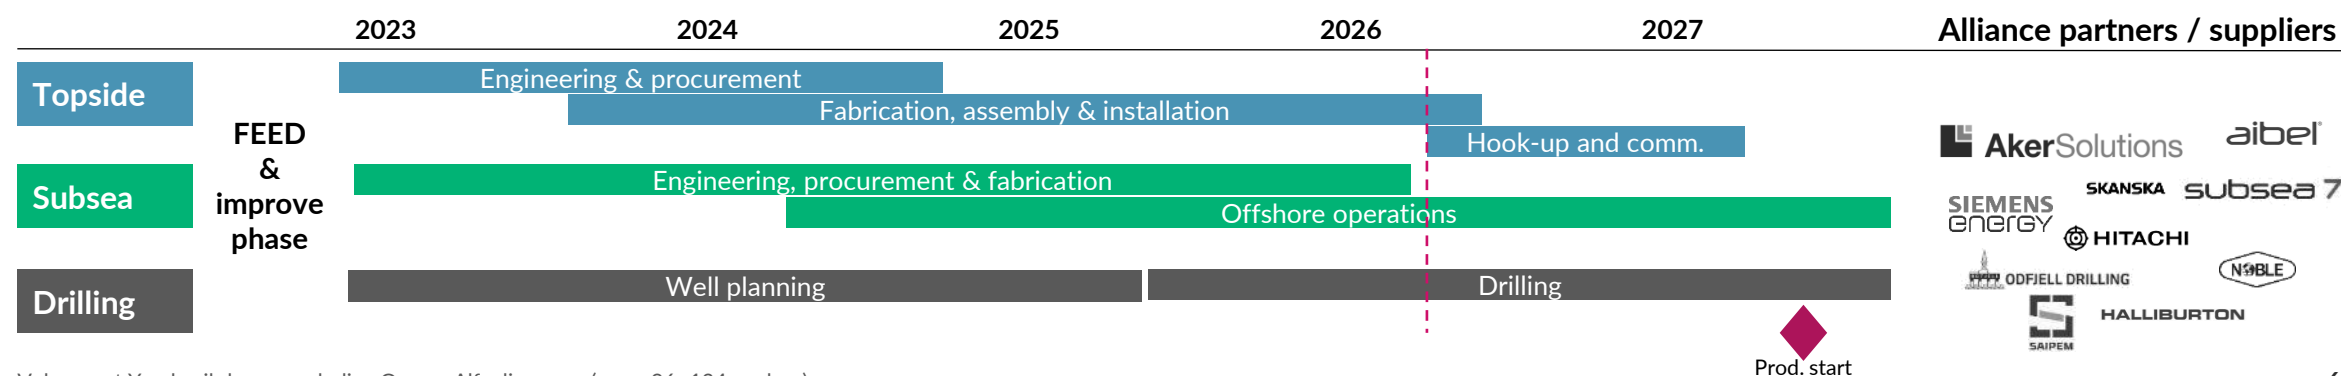 2023 2024 2025 2026 2027 Alliance partners / suppliers
Topside
Engineering & procurement
Fabrication, assembly & installation
Hook-up and comm.
FEED
&
improve
phase
Subsea
Engineering, procurement & fabrication
Offshore operations
Drilling
Well planning
Drilling
Prod. start
AkerSolutions
aibel
SKANSKA
subsea 7
SIEMENS
energy
HITACHI
ODFJELL DRILLING
NOBLE
SAIPEM
HALLIBURTON